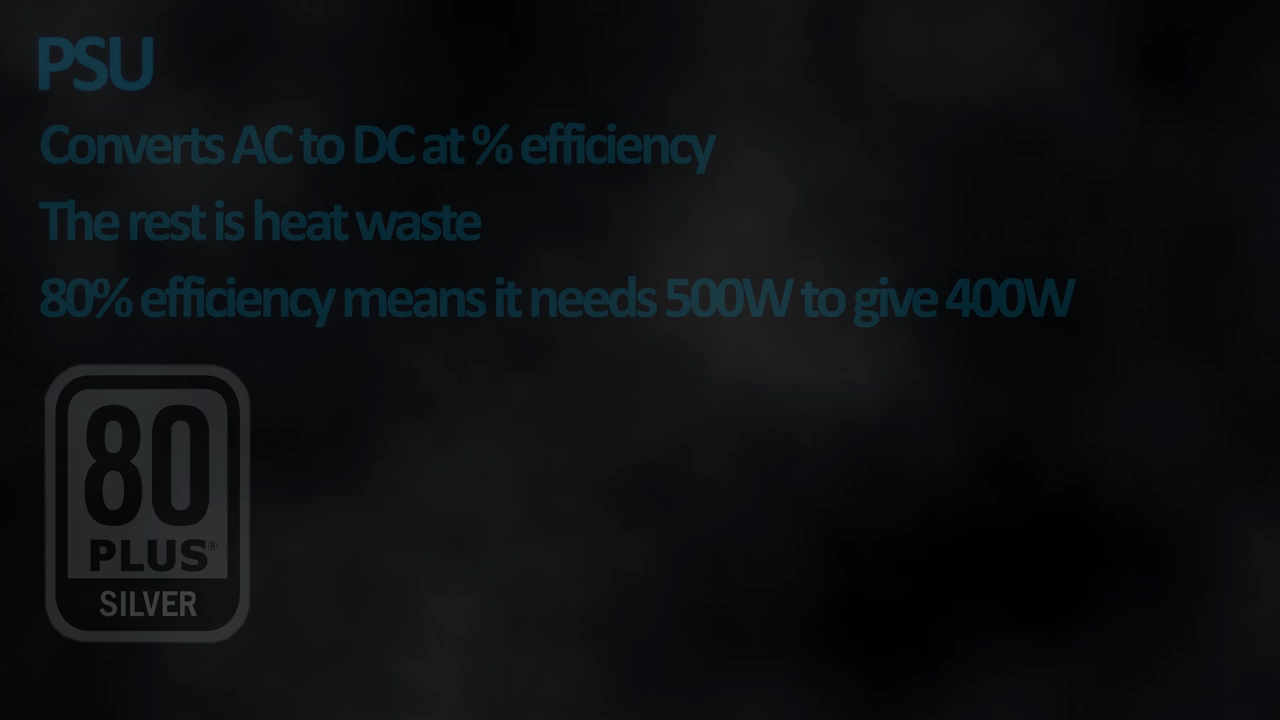 PSU
Converts AC to DC at % efficiency
The rest is heat waste
80% efficiency means it needs 500W to give 400W
80
PLUS®
SILVER